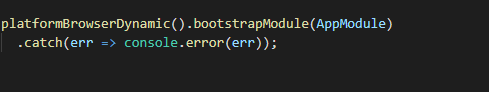 platformBrowserDynamic().bootstrapModule(AppModule)
.catch(err => console.error(err));